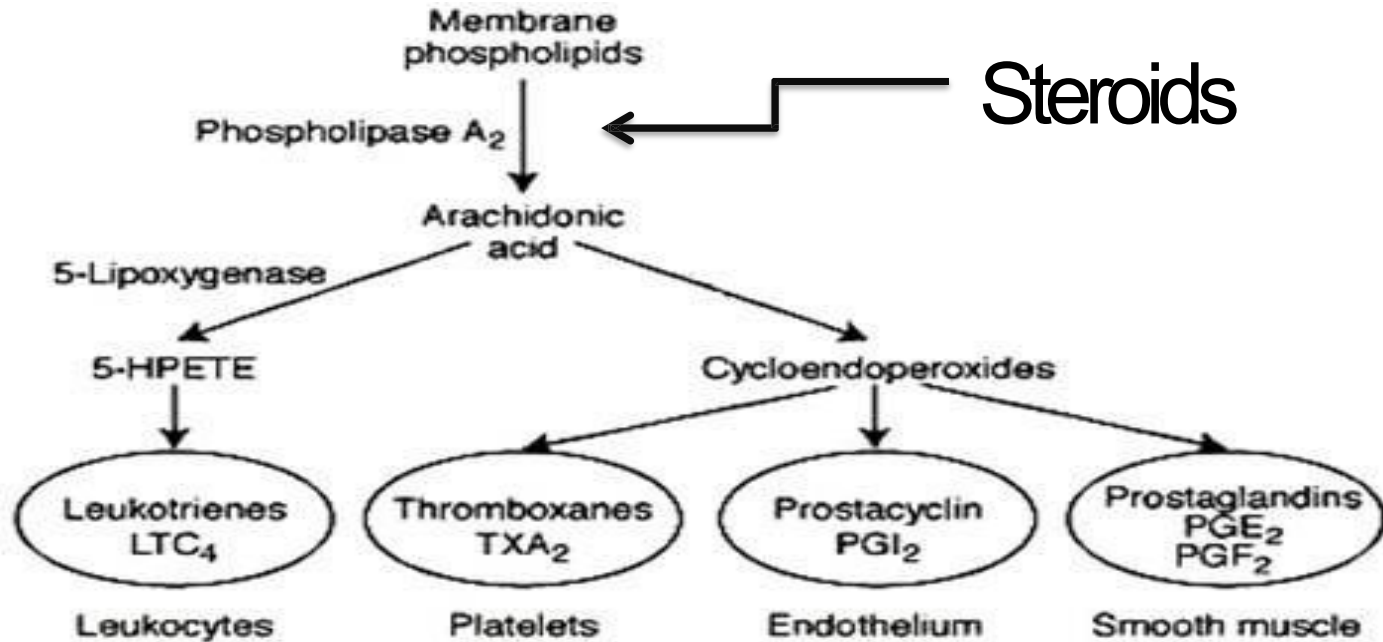 Membrane
phospholipids
Steroids
Phospholipase A₂
Arachidonic
acid
5-Lipoxygenase
5-HPETE
Cycloendoperoxides
Leukotrienes
LTC₄
Thromboxanes
TXA₂
Prostacyclin
PGI₂
Prostaglandins
PGE₂
PGF₂
Leukocytes
Platelets
Endothelium
Smooth muscle